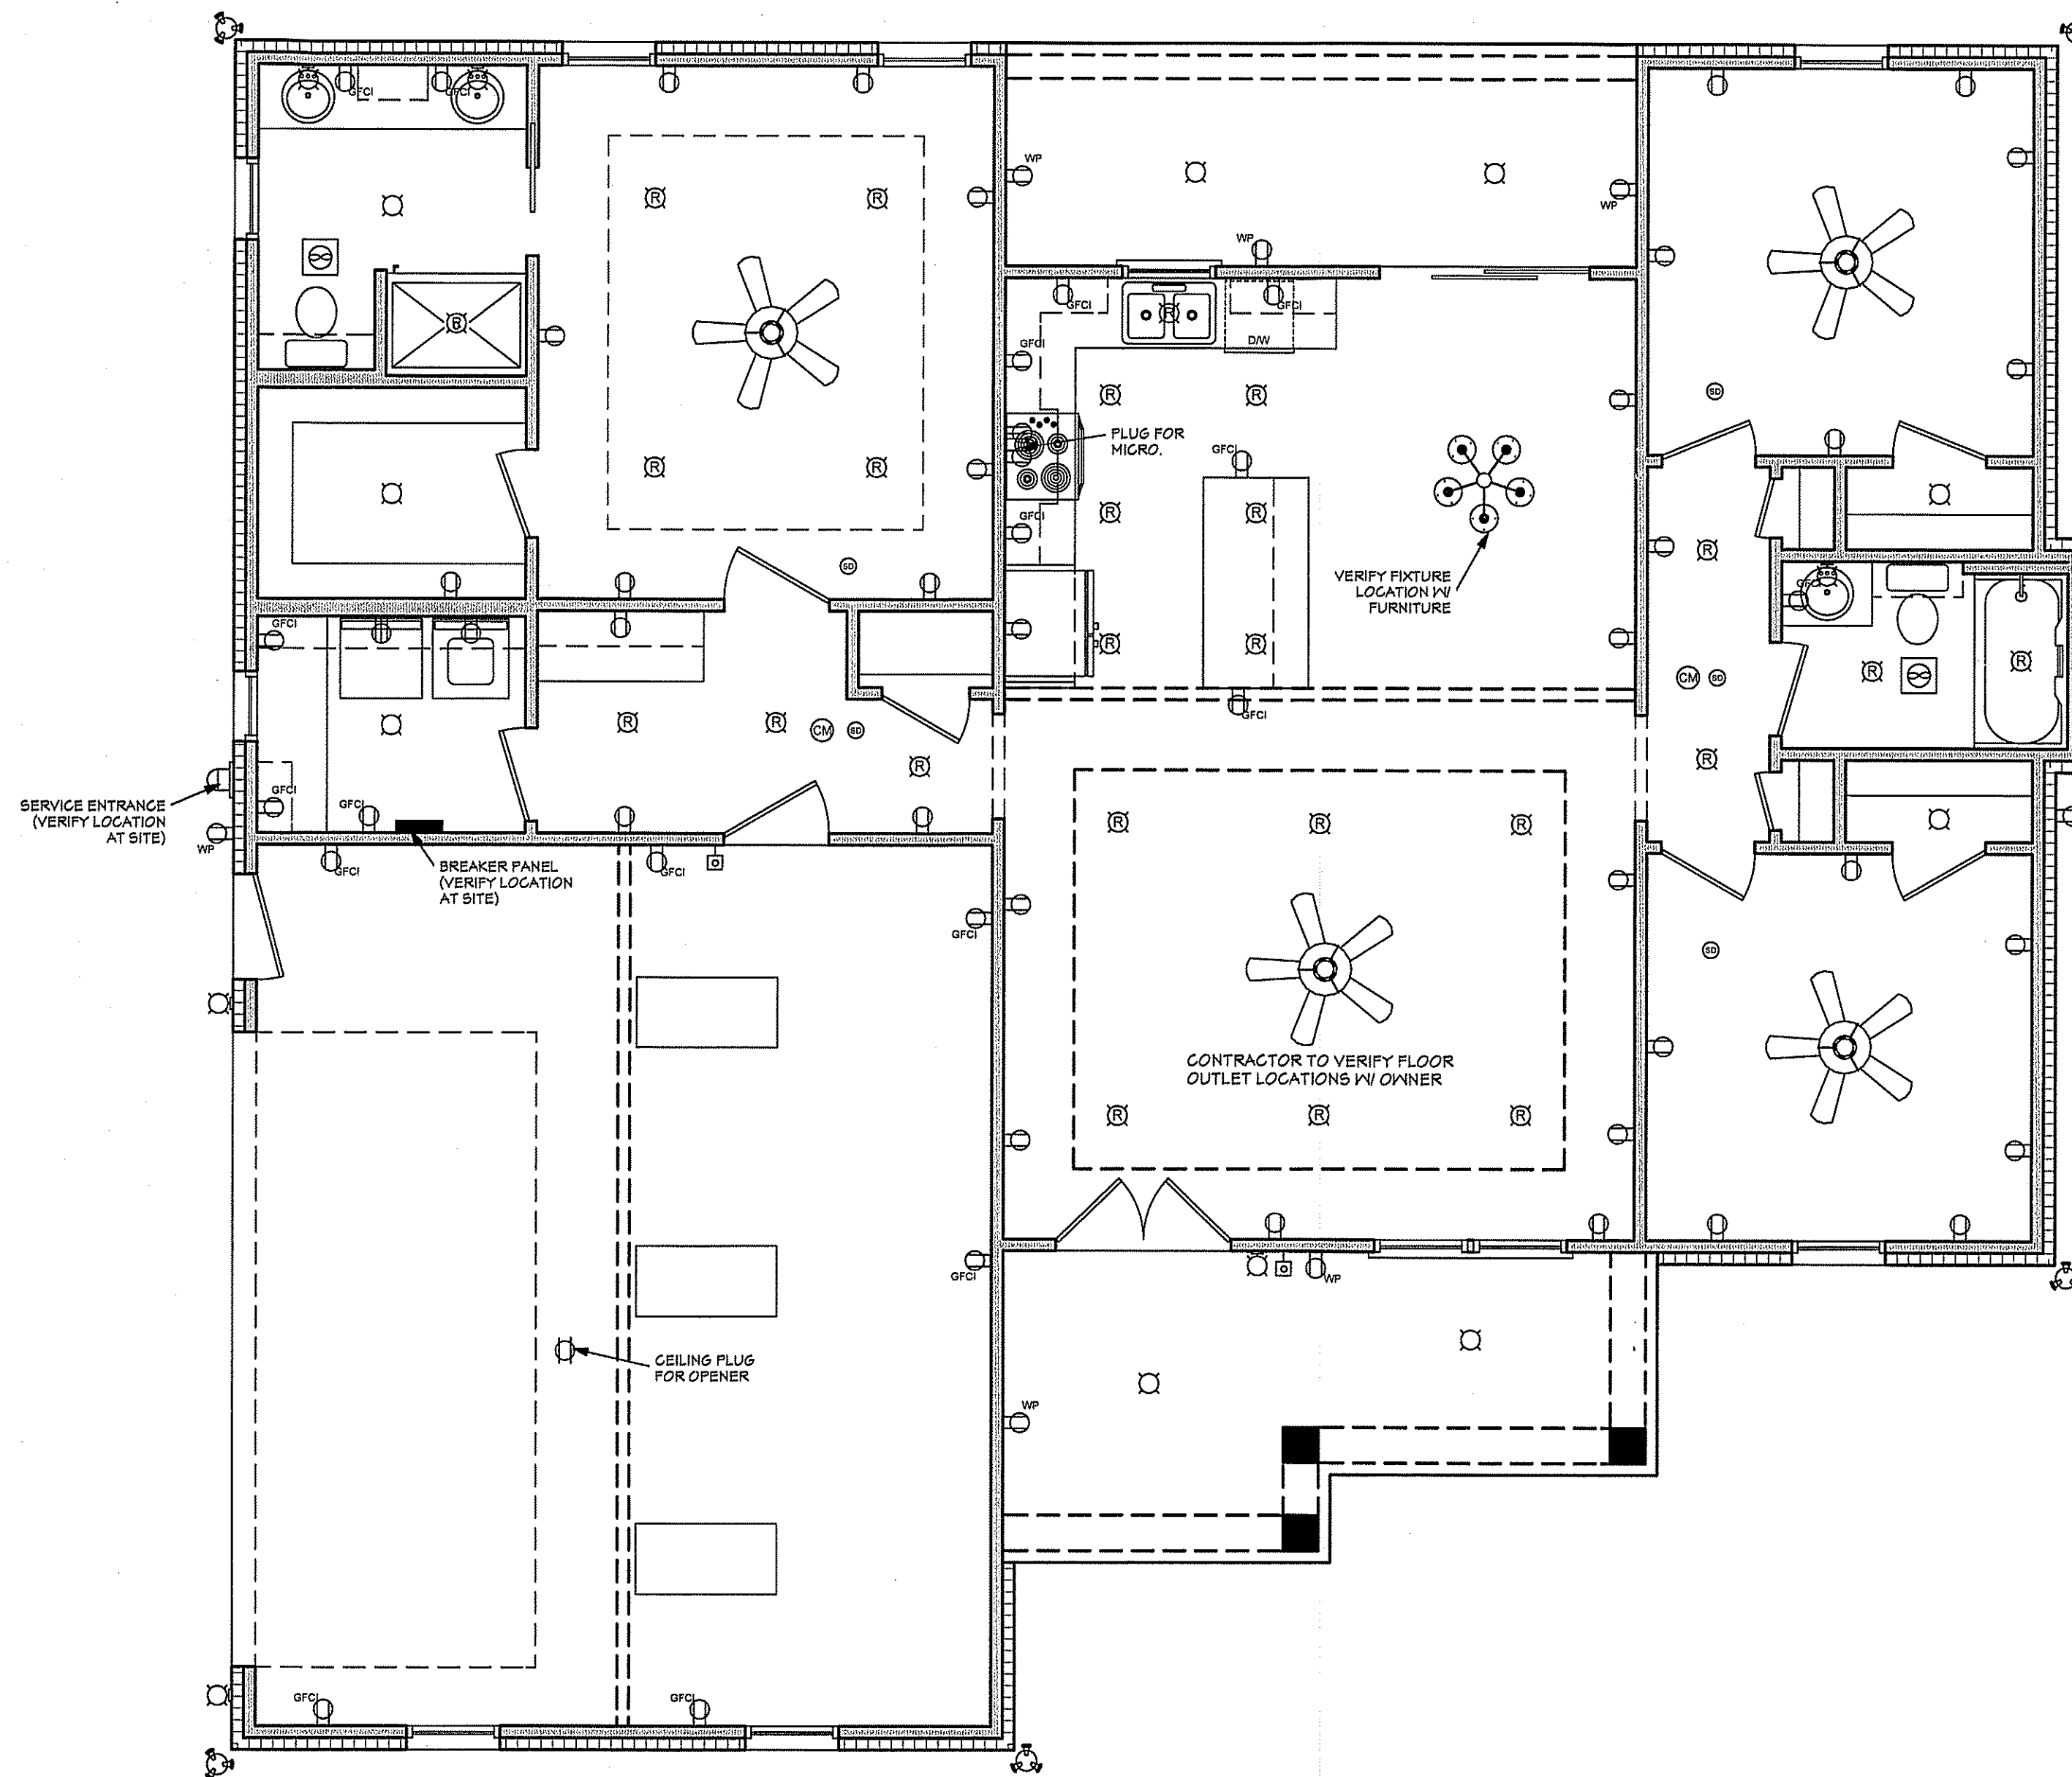 GFCI
GFCI
WP
WP
WP
R
R
R
R
GFCI
GFCI
R
D/W
GFCI
SD
R
R
PLUG FOR
MICRO.
GFCI
R
R
GFCI
R
R
R
VERIFY FIXTURE
LOCATION W/
FURNITURE
SD
GFCI
GFCI
R
R
CM
SD
R
R
GFCI
R
R
CM
SD
R
R
GFCI
GFCI
SERVICE ENTRANCE
(VERIFY LOCATION
AT SITE)
WP
R
R
R
GFCI
BREAKER PANEL
(VERIFY LOCATION
AT SITE)
GFCI
GFCI
SD
CONTRACTOR TO VERIFY FLOOR
OUTLET LOCATIONS W/ OWNER
R
R
R
GFCI
WP
CEILING PLUG
FOR OPENER
WP
GFCI
GFCI